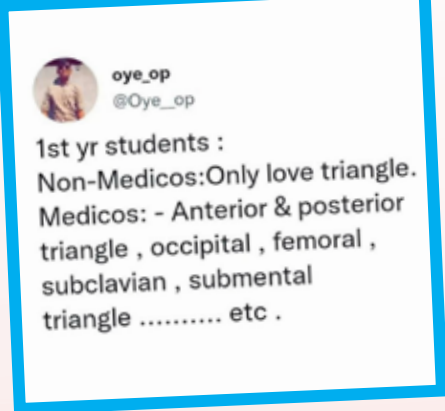 oye_op
@Oye__op
1st yr students :
Non-Medicos:Only love triangle.
Medicos: - Anterior & posterior
triangle , occipital , femoral ,
subclavian , submental
triangle .......... etc .